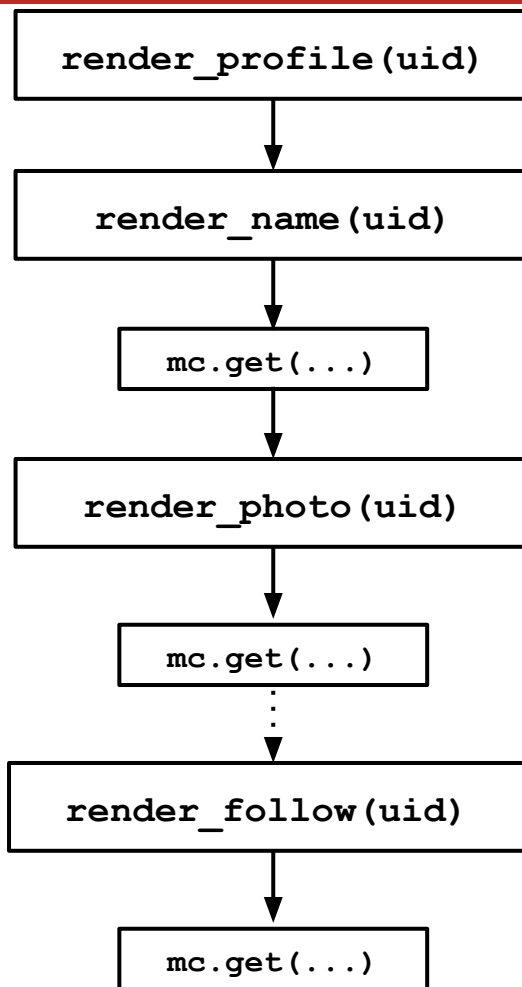 render_profile(uid)
render_name(uid)
mc.get(...)
render_photo(uid)
mc.get(...)
render_follow(uid)
mc.get(...)